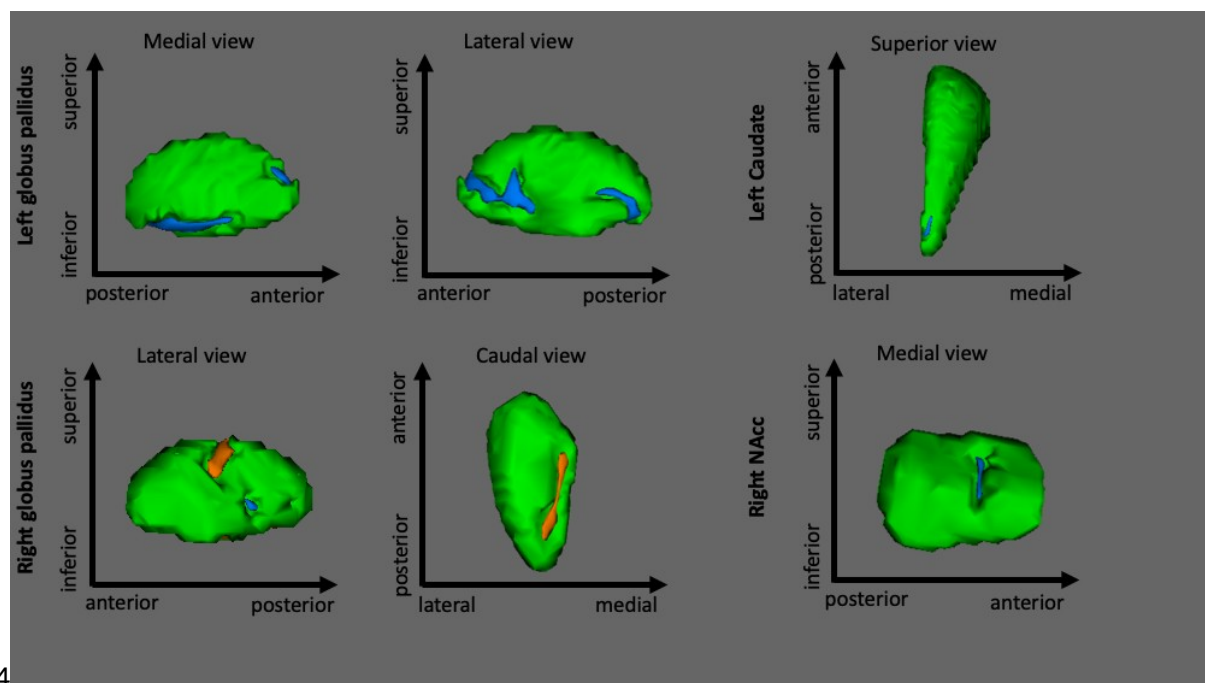 Medial view
Lateral view
Superior view
Left globus pallidus
superior
inferior
posterior
anterior
superior
inferior
anterior
posterior
Left Caudate
anterior
posterior
lateral
medial
Lateral view
Caudal view
Medial view
Right globus pallidus
superior
inferior
anterior
posterior
anterior
posterior
lateral
medial
Right NAcc
superior
inferior
posterior
anterior
4